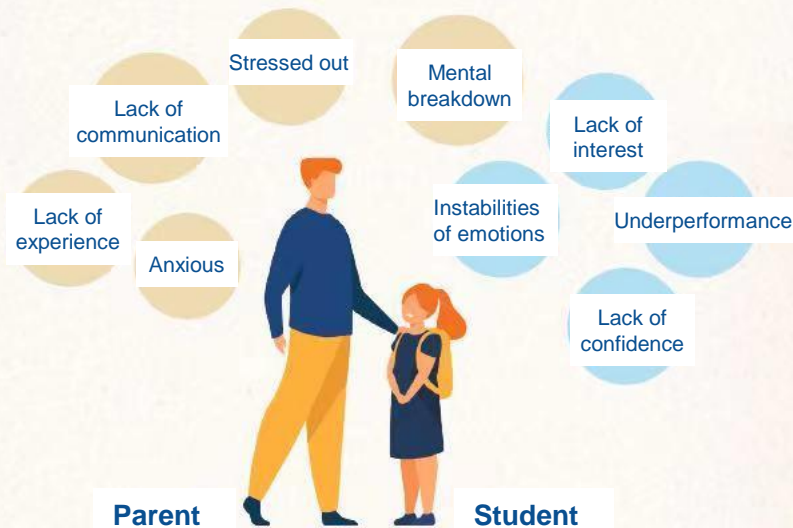 Stressed out
Mental
breakdown
Lack of
communication
Lack of
interest
Lack of
experience
Anxious
Instabilities
of emotions
Underperformance
Lack of
confidence
Parent
Student